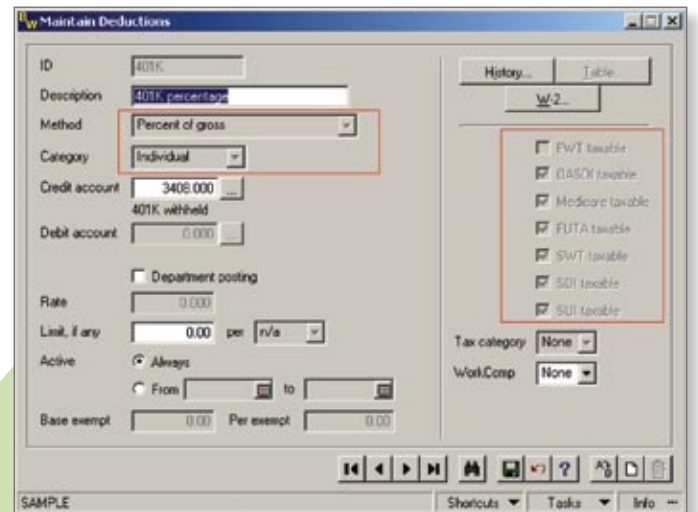 Maintain Deductions
ID 401K
Description 401K percentage
Method Percent of gross
Category Individual
Credit account 3408.000 ...
401K withheld
Debit account 0.000 ...
Department posting
Rate 0.000
Limit, if any 0.00 per n/a
Active Always
From to
Base exempt 0.00 Per exempt 0.00
History... Table...
W-2...
FWT taxable
OASDI taxable
Medicare taxable
FUTA taxable
SWT taxable
SDI taxable
SUI taxable
Tax category None
WorkComp None
SAMPLE Shortcuts Tasks Info